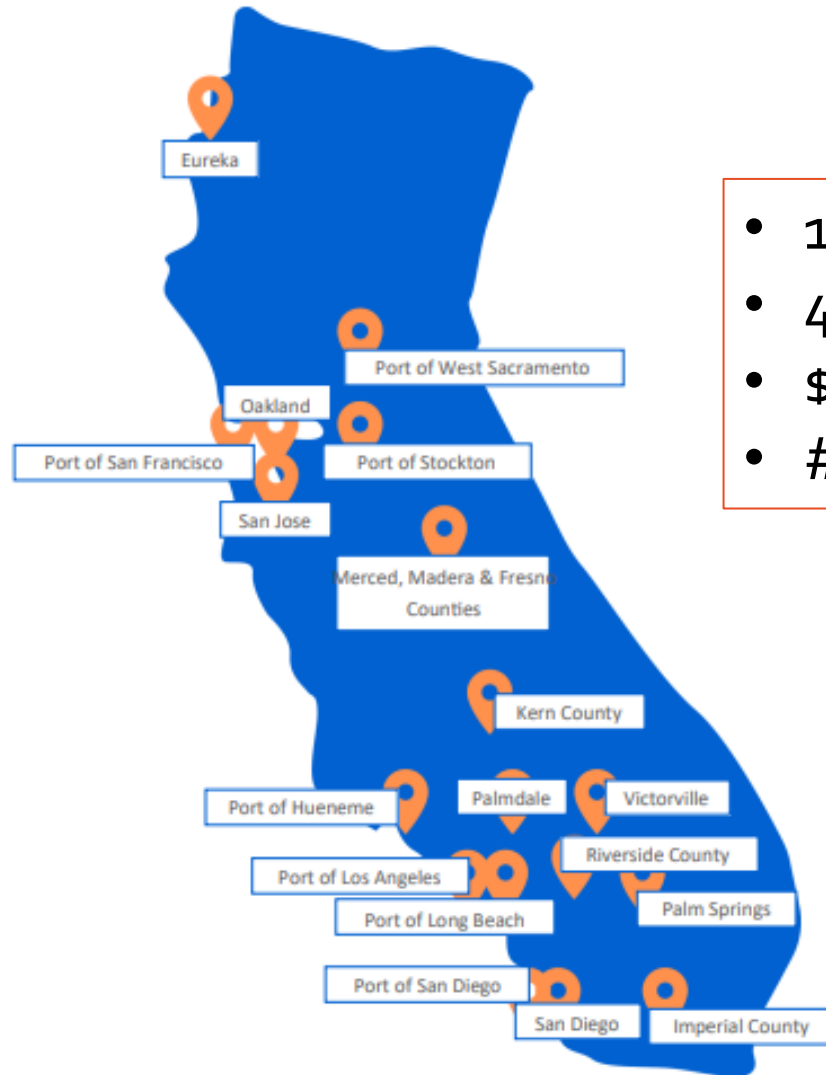 Eureka
• 1
• 4
• $
• #
Port of West Sacramento
Oakland
Port of San Francisco
Port of Stockton
San Jose
Merced, Madera & Fresno
Counties
Kern County
Port of Hueneme
Palmdale
Victorville
Riverside County
Port of Los Angeles
Palm Springs
Port of Long Beach
Port of San Diego
San Diego
Imperial County